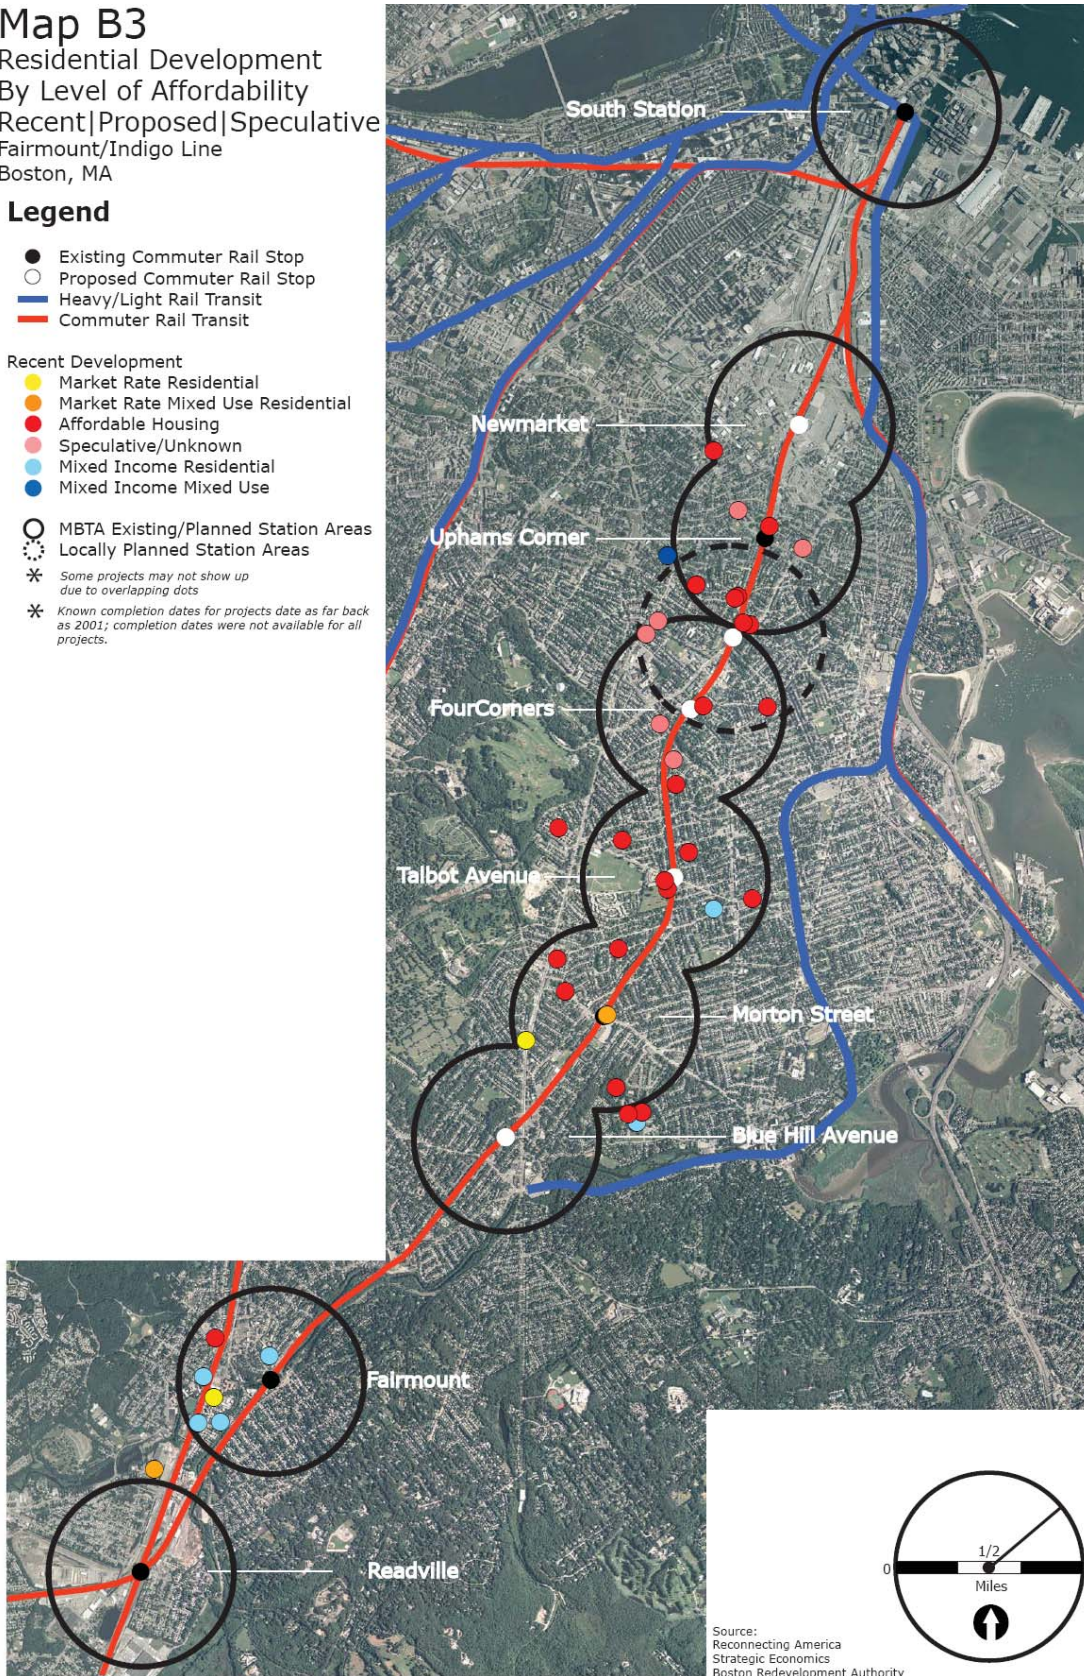 Map B3
Residential Development
By Level of Affordability
Recent|Proposed|Speculative
Fairmount/Indigo Line
Boston, MA
Legend
Existing Commuter Rail Stop
Proposed Commuter Rail Stop
Heavy/Light Rail Transit
Commuter Rail Transit
Recent Development
Market Rate Residential
Market Rate Mixed Use Residential
Affordable Housing
Speculative/Unknown
Mixed Income Residential
Mixed Income Mixed Use
MBTA Existing/Planned Station Areas
Locally Planned Station Areas
* Some projects may not show up
due to overlapping dots
* Known completion dates for projects date as far back
as 2001; completion dates were not available for all
projects.
South Station
Newmarket
Uphams Corner
FourCorners
Talbot Avenue
Morton Street
Blue Hill Avenue
Fairmount
Readville
1/2
0
Miles
Source:
Reconnecting America
Strategic Economics
Boston Redevelopment Authority